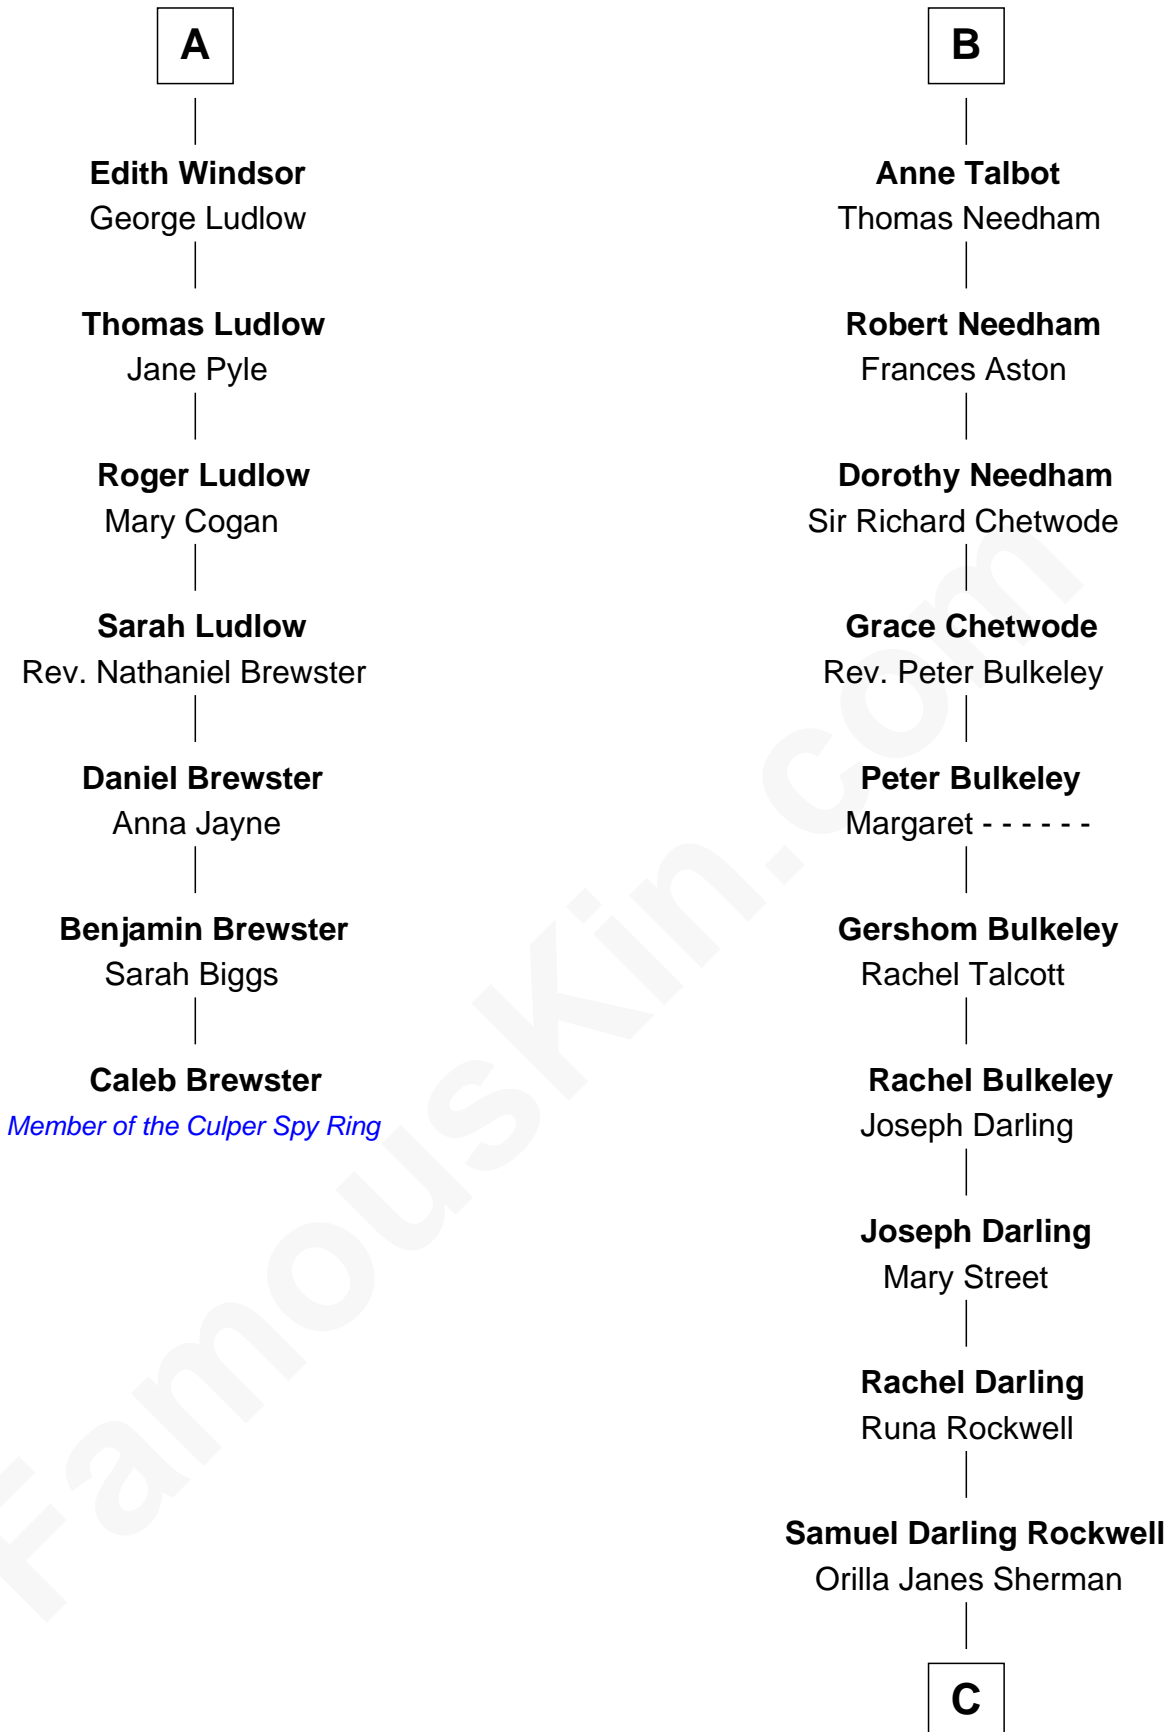 A
Edith Windsor
George Ludlow
Thomas Ludlow
Jane Pyle
Roger Ludlow
Mary Cogan
Sarah Ludlow
Rev. Nathaniel Brewster
Daniel Brewster
Anna Jayne
Benjamin Brewster
Sarah Biggs
Caleb Brewster
Member of the Culper Spy Ring
B
Anne Talbot
Thomas Needham
Robert Needham
Frances Aston
Dorothy Needham
Sir Richard Chetwode
Grace Chetwode
Rev. Peter Bulkeley
Peter Bulkeley
Margaret - - - - - -
Gershom Bulkeley
Rachel Talcott
Rachel Bulkeley
Joseph Darling
Joseph Darling
Mary Street
Rachel Darling
Runa Rockwell
Samuel Darling Rockwell
Orilla Janes Sherman
C
FamousKin.com